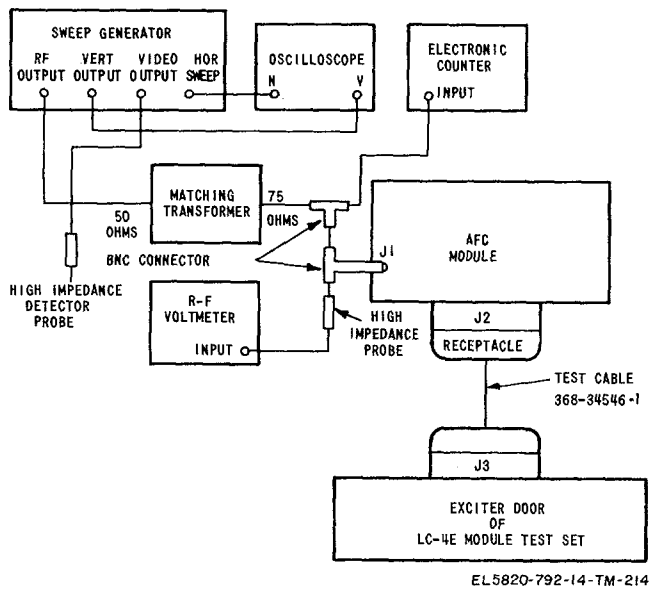 SWEEP GENERATOR
RF OUTPUT
VERT OUTPUT
VIDEO OUTPUT
HOR SWEEP
OSCILLOSCOPE
N
V
ELECTRONIC
COUNTER
INPUT
MATCHING
TRANSFORMER
50
OHMS
75
OHMS
BNC CONNECTOR
HIGH IMPEDANCE
DETECTOR
PROBE
R-F
VOLTMETER
INPUT
HIGH
IMPEDANCE
PROBE
J1
AFC
MODULE
J2
RECEPTACLE
TEST CABLE
368-34546-1
J3
EXCITER DOOR
OF
LC-4E MODULE TEST SET
EL5820-792-14-TM-214